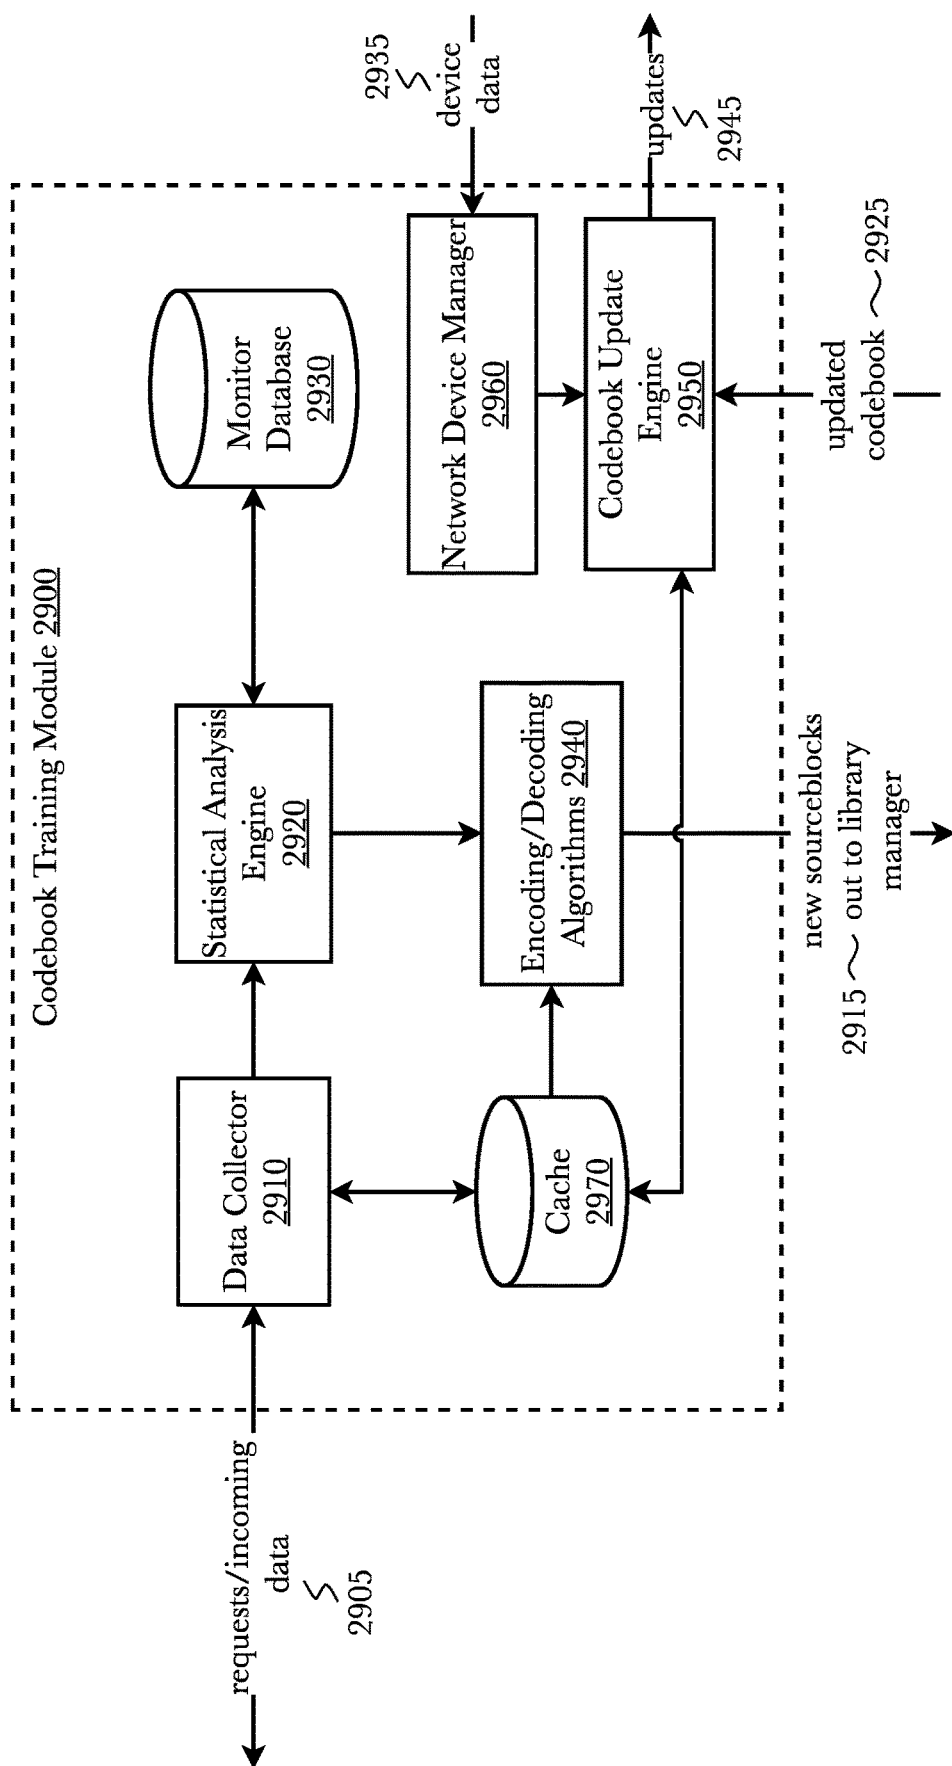 Codebook Training Module 2900
requests/incoming
data
2905
Data Collector
2910
Statistical Analysis
Engine
2920
Monitor
Database
2930
2935
device
data
Network Device Manager
2960
Cache
2970
Encoding/Decoding
Algorithms 2940
Codebook Update
Engine
2950
updates
2945
new sourceblocks
2915 out to library
manager
updated
codebook 2925